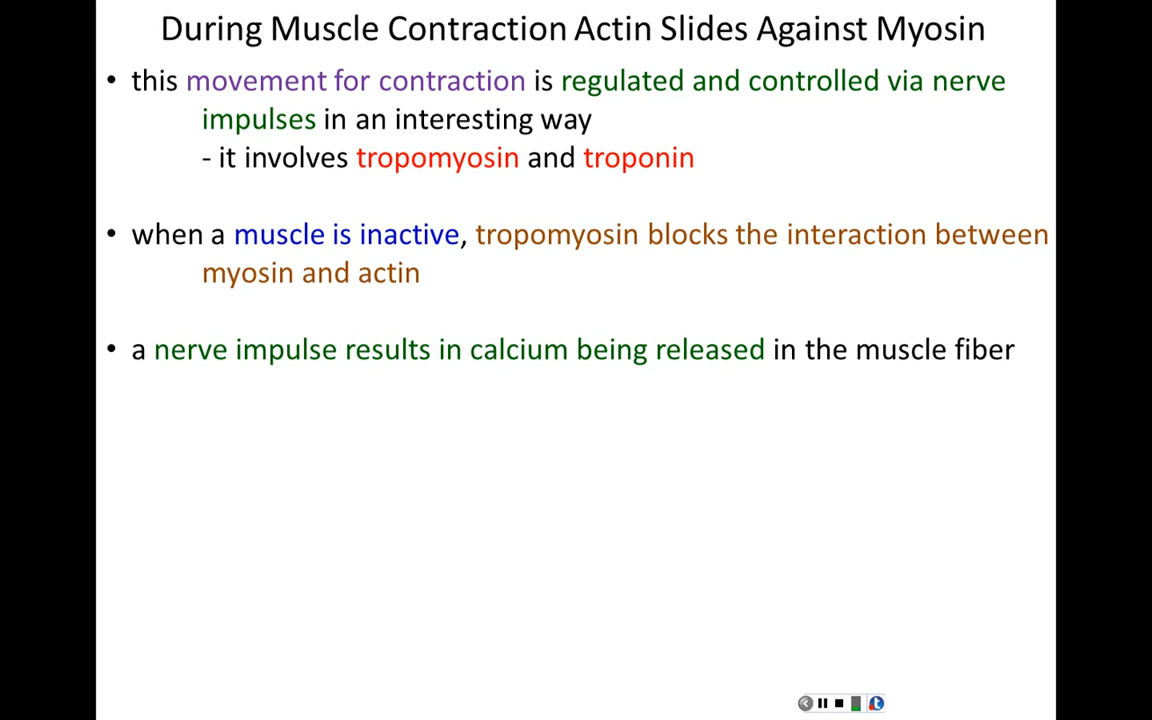 During Muscle Contraction Actin Slides Against Myosin
• this movement for contraction is regulated and controlled via nerve
impulses in an interesting way
- it involves tropomyosin and troponin
• when a muscle is inactive, tropomyosin blocks the interaction between
myosin and actin
• a nerve impulse results in calcium being released in the muscle fiber